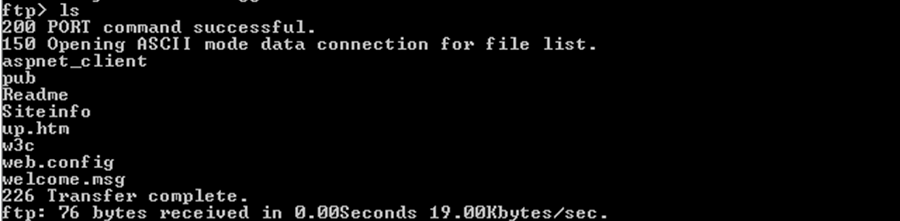 ftp> ls
200 PORT command successful.
150 Opening ASCII mode data connection for file list.
aspnet_client
pub
Readme
Siteinfo
up.htm
w3c
web.config
welcome.msg
226 Transfer complete.
ftp: 76 bytes received in 0.00Seconds 19.00Kbytes/sec.